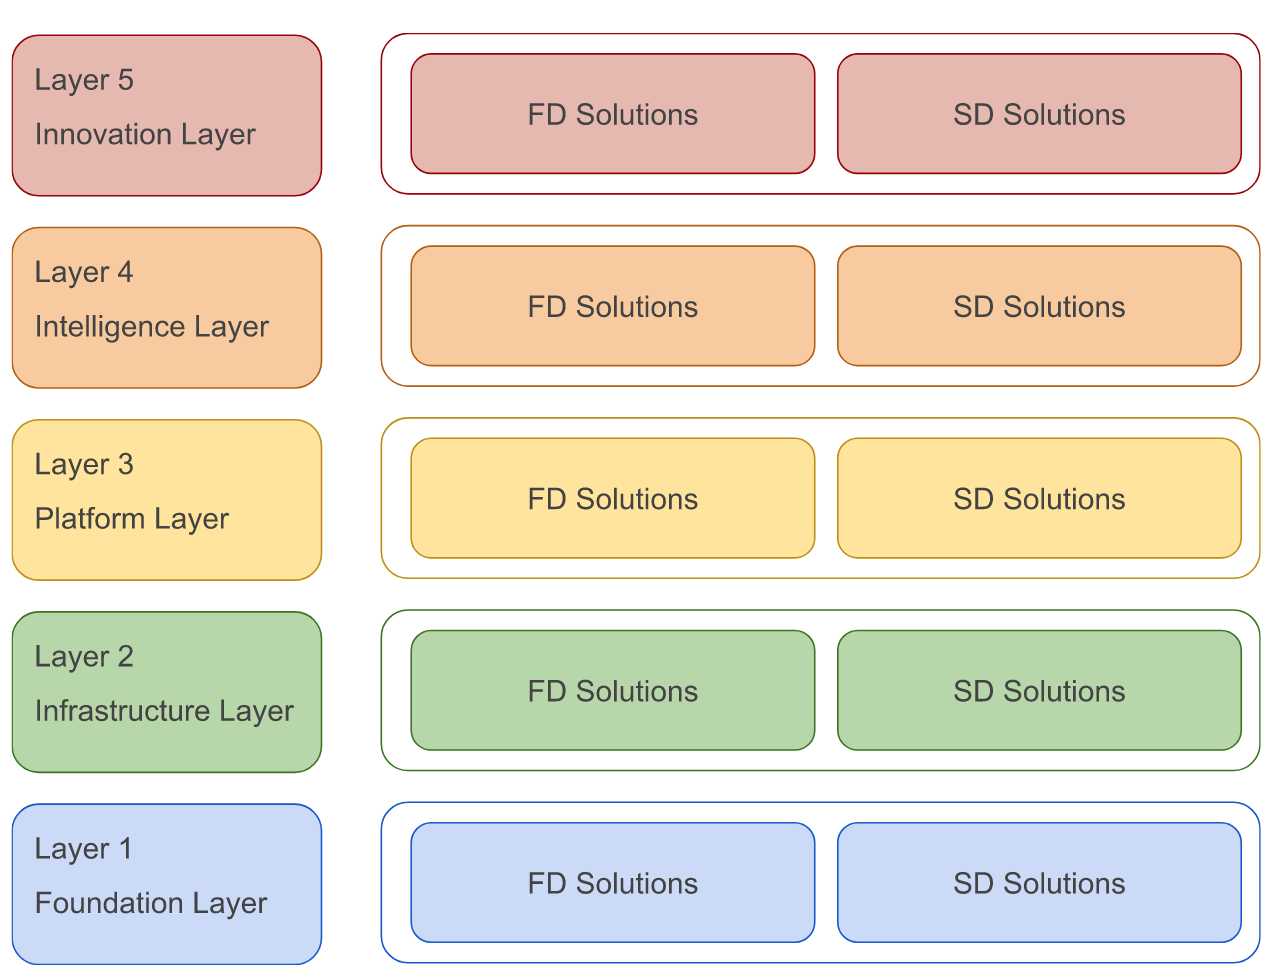 Layer 5
Innovation Layer
FD Solutions
SD Solutions
Layer 4
Intelligence Layer
FD Solutions
SD Solutions
Layer 3
Platform Layer
FD Solutions
SD Solutions
Layer 2
Infrastructure Layer
FD Solutions
SD Solutions
Layer 1
Foundation Layer
FD Solutions
SD Solutions